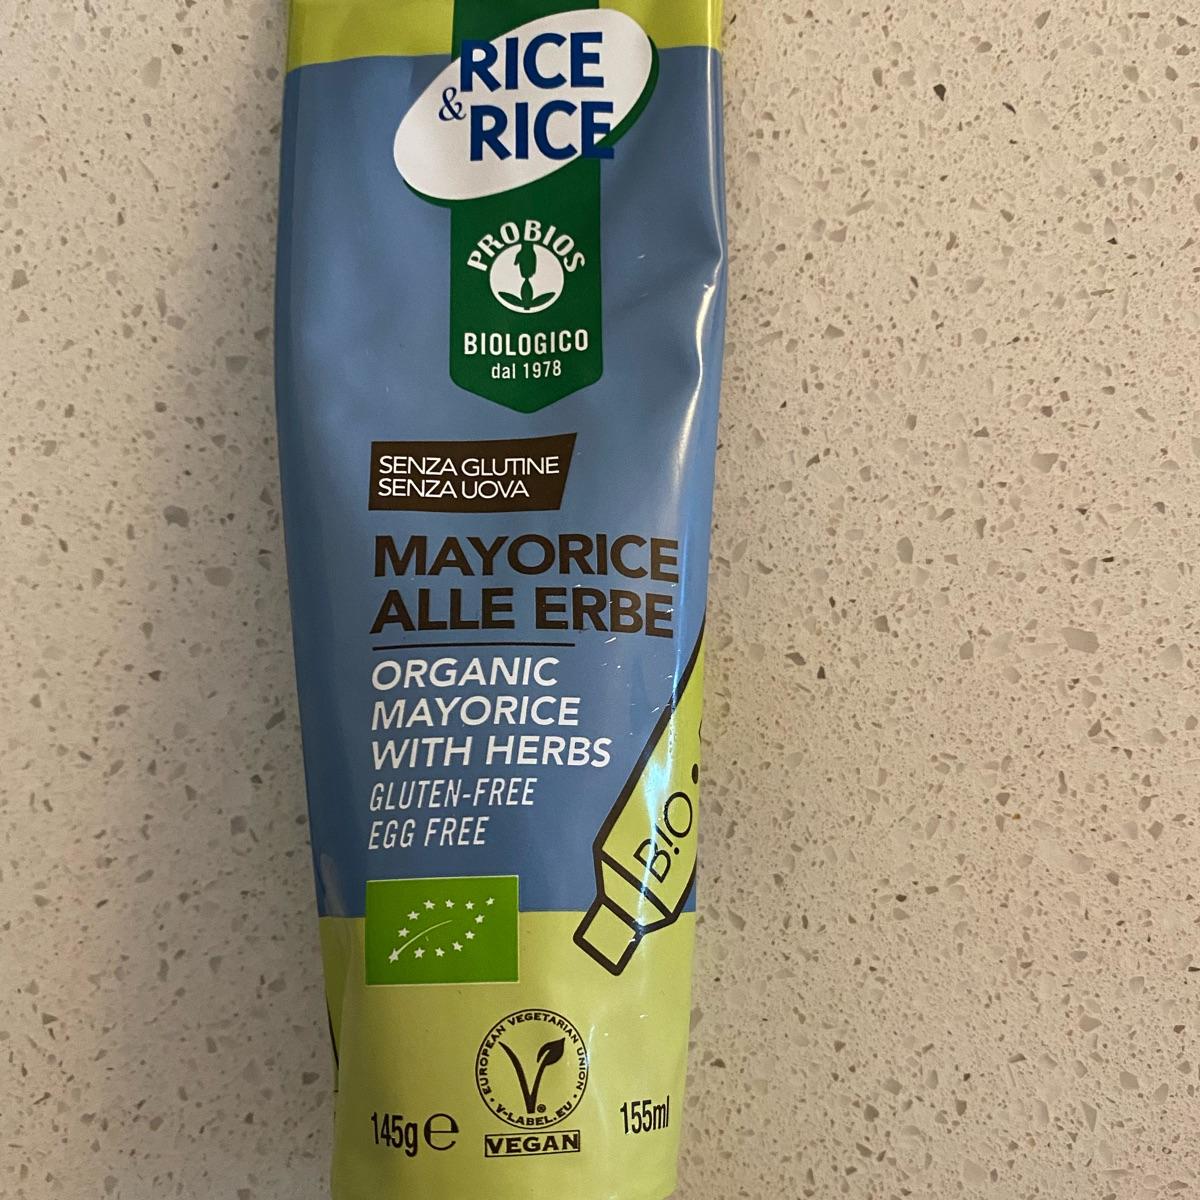 RICE
& RICE
PROBIOS
BIOLOGICO
dal 1978
SENZA GLUTINE
SENZA UOVA
MAYORICE
ALLE ERBE
ORGANIC
MAYORICE
WITH HERBS
GLUTEN-FREE
EGG FREE
BIO
EUROPEAN VEGETARIAN UNION
V-LABEL.EU
®
VEGAN
145g e
155ml